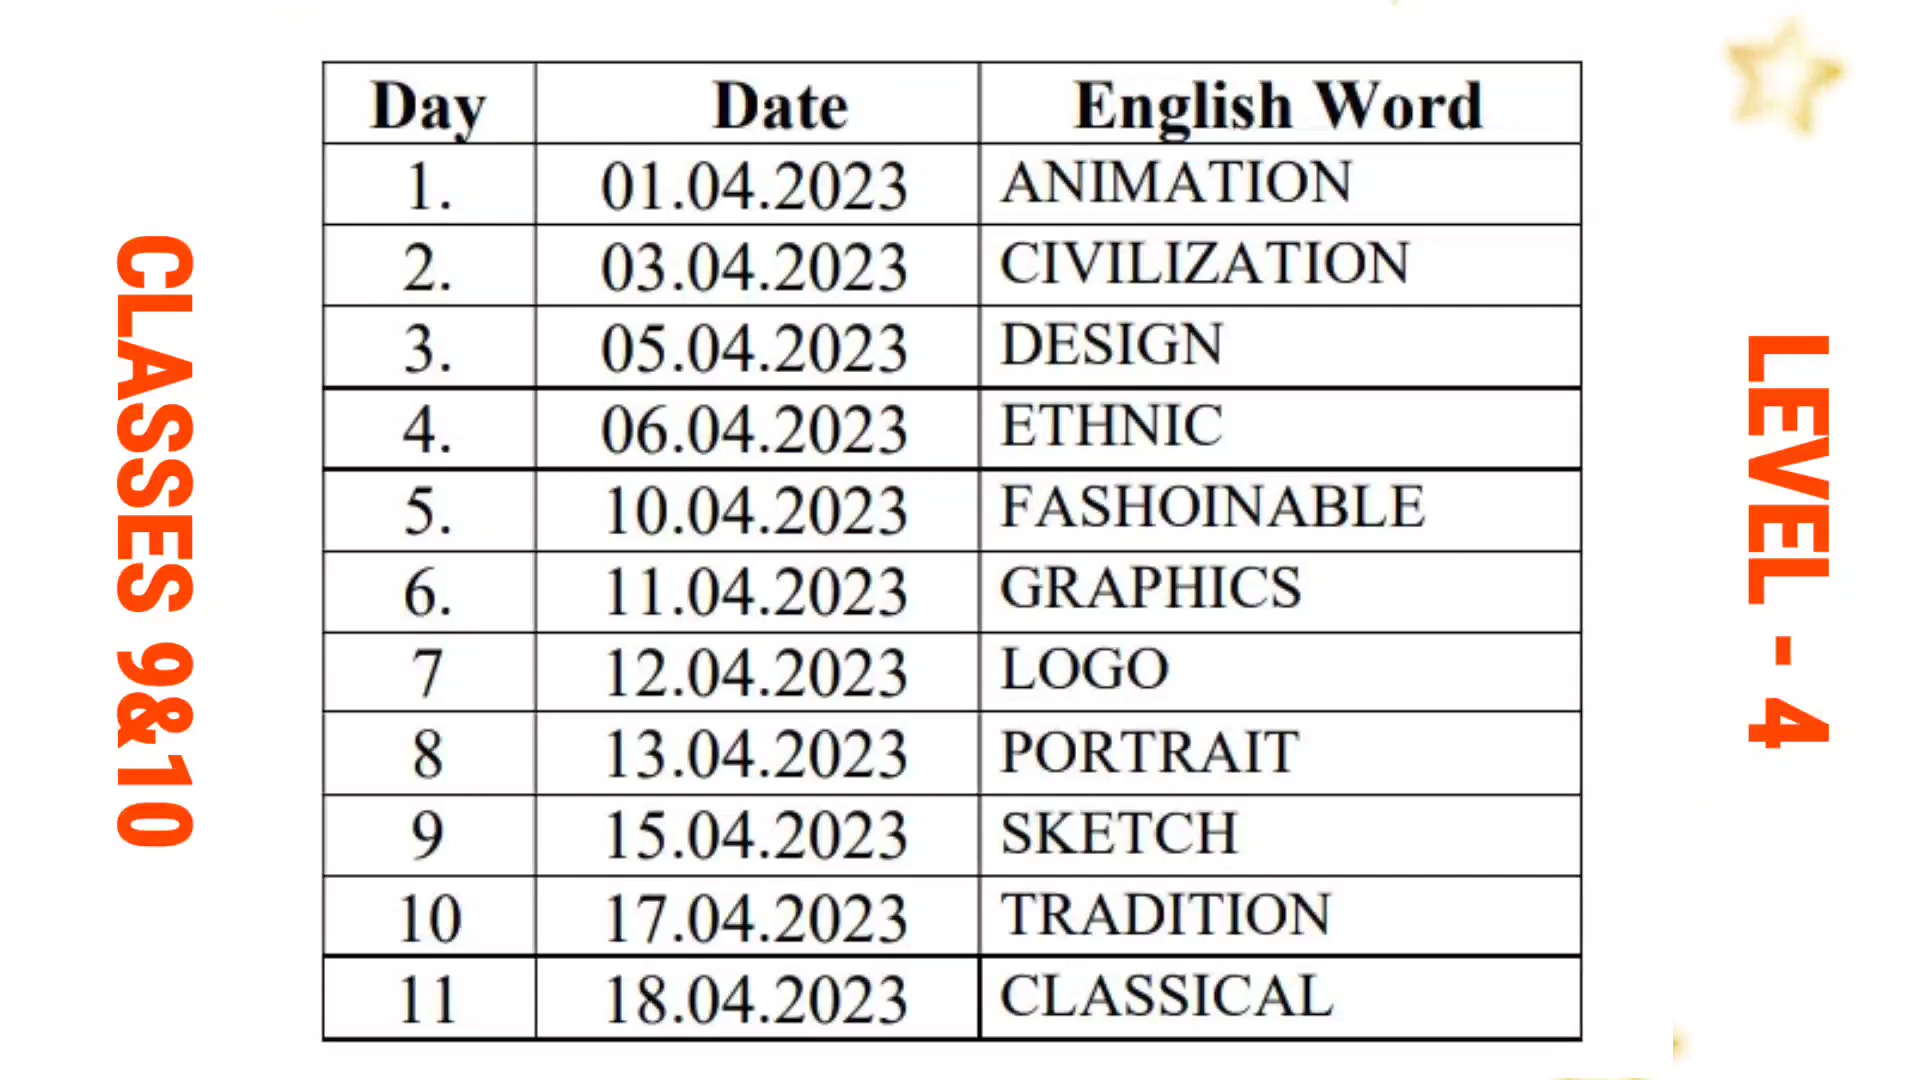 CLASSES 9&10
Day Date English Word
1. 01.04.2023 ANIMATION
2. 03.04.2023 CIVILIZATION
3. 05.04.2023 DESIGN
4. 06.04.2023 ETHNIC
5. 10.04.2023 FASHOINABLE
6. 11.04.2023 GRAPHICS
7 12.04.2023 LOGO
8 13.04.2023 PORTRAIT
9 15.04.2023 SKETCH
10 17.04.2023 TRADITION
11 18.04.2023 CLASSICAL
LEVEL - 4